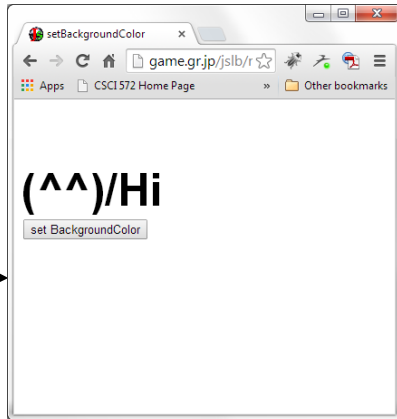 setBackgroundColor
game.gr.jp/jslb/r
Apps CSCI 572 Home Page » Other bookmarks
(^^)/Hi
set BackgroundColor